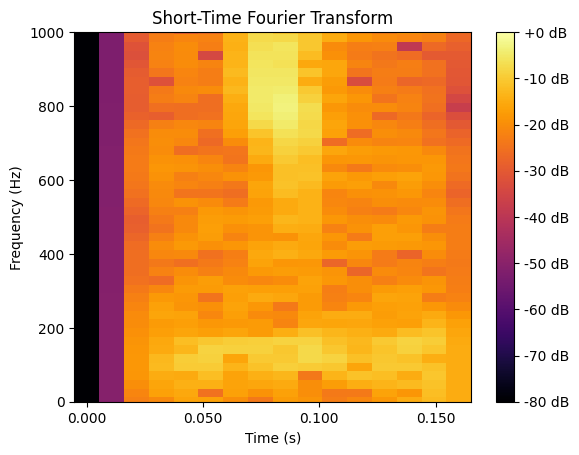 Short-Time Fourier Transform
1000
800
600
400
200
0
Frequency (Hz)
0.000
0.050
0.100
0.150
Time (s)
+0 dB
-10 dB
-20 dB
-30 dB
-40 dB
-50 dB
-60 dB
-70 dB
-80 dB